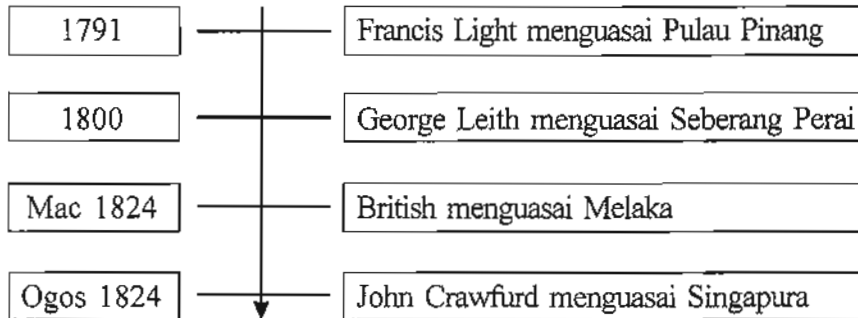 1791 Francis Light menguasai Pulau Pinang
1800 George Leith menguasai Seberang Perai
Mac 1824 British menguasai Melaka
Ogos 1824 John Crawfurd menguasai Singapura